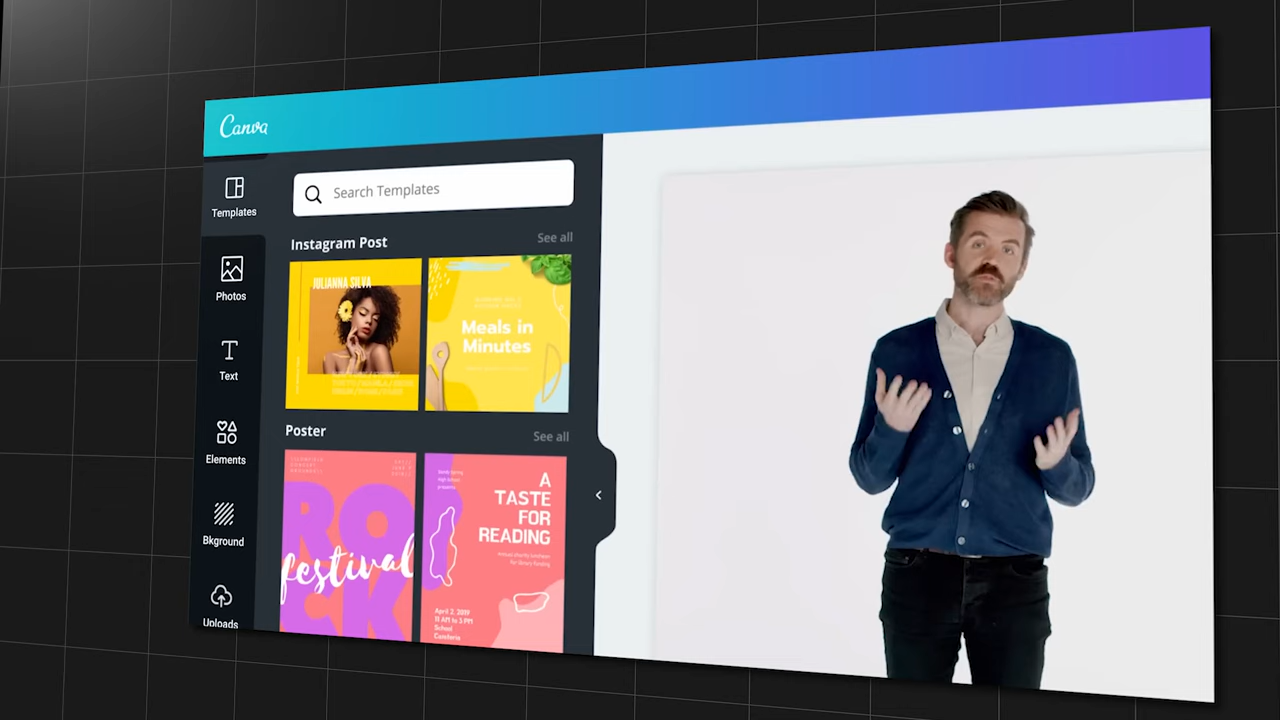 Canva
Templates
Photos
Text
Elements
Bkground
Uploads
Search Templates
Instagram Post
See all
JULIANNA SILVA
Meals in
Minutes
Poster
See all
ROCK
festival
A
TASTE
FOR
READING
April 2, 2019
11 AM to 3 PM
School